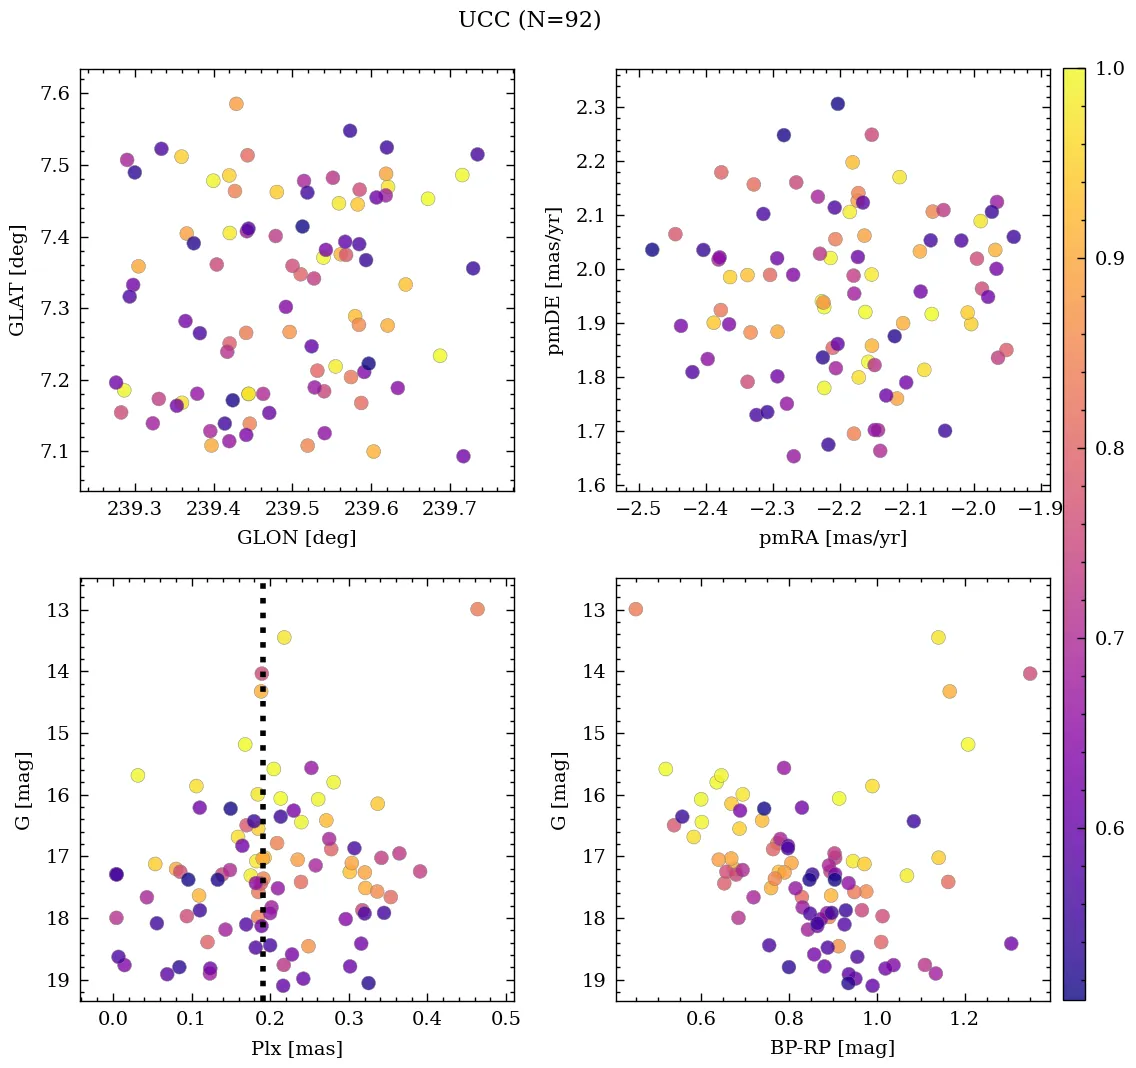 UCC (N=92)
7.6
7.5
7.4
7.3
7.2
7.1
GLAT [deg]
239.3 239.4 239.5 239.6 239.7
GLON [deg]
2.3
2.2
2.1
2.0
1.9
1.8
1.7
1.6
pmDE [mas/yr]
−2.5 −2.4 −2.3 −2.2 −2.1 −2.0 −1.9
pmRA [mas/yr]
13
14
15
16
17
18
19
G [mag]
0.0 0.1 0.2 0.3 0.4 0.5
Plx [mas]
13
14
15
16
17
18
19
G [mag]
0.6 0.8 1.0 1.2
BP-RP [mag]
1.0
0.9
0.8
0.7
0.6